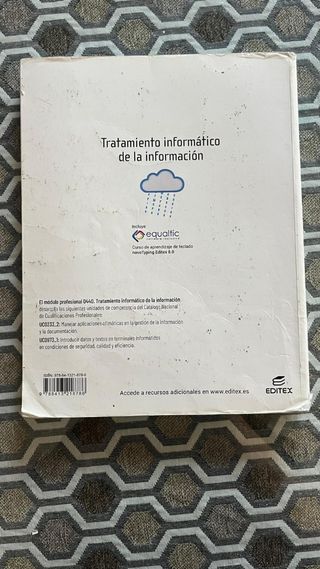 Tratamiento informático
de la información
Incluye
equaltic
Curso de aprendizaje de teclado
novotyping Editex 6.0
El módulo profesional 0440. Tratamiento informático de la información
desarrolla las siguientes unidades de competencia del Catálogo Nacional
de Cualificaciones Profesionales:
UC0233_2: Manejar aplicaciones ofimáticas en la gestión de la información
y la documentación.
UC0973_1: Introducir datos y textos en terminales informáticos
en condiciones de seguridad, calidad y eficiencia.
Accede a recursos adicionales en www.editex.es
EDITEX